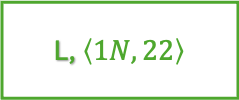 L, ⟨1N, 22⟩